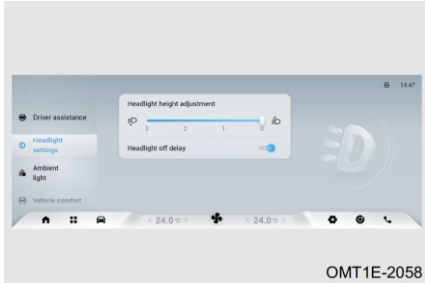 14:47
Driver assistance
Headlight
settings
Ambient
light
Vehicle comfort
Headlight height adjustment
3 2 1 0
Headlight off delay
24.0 °C
24.0 °C
OMT1E-2058